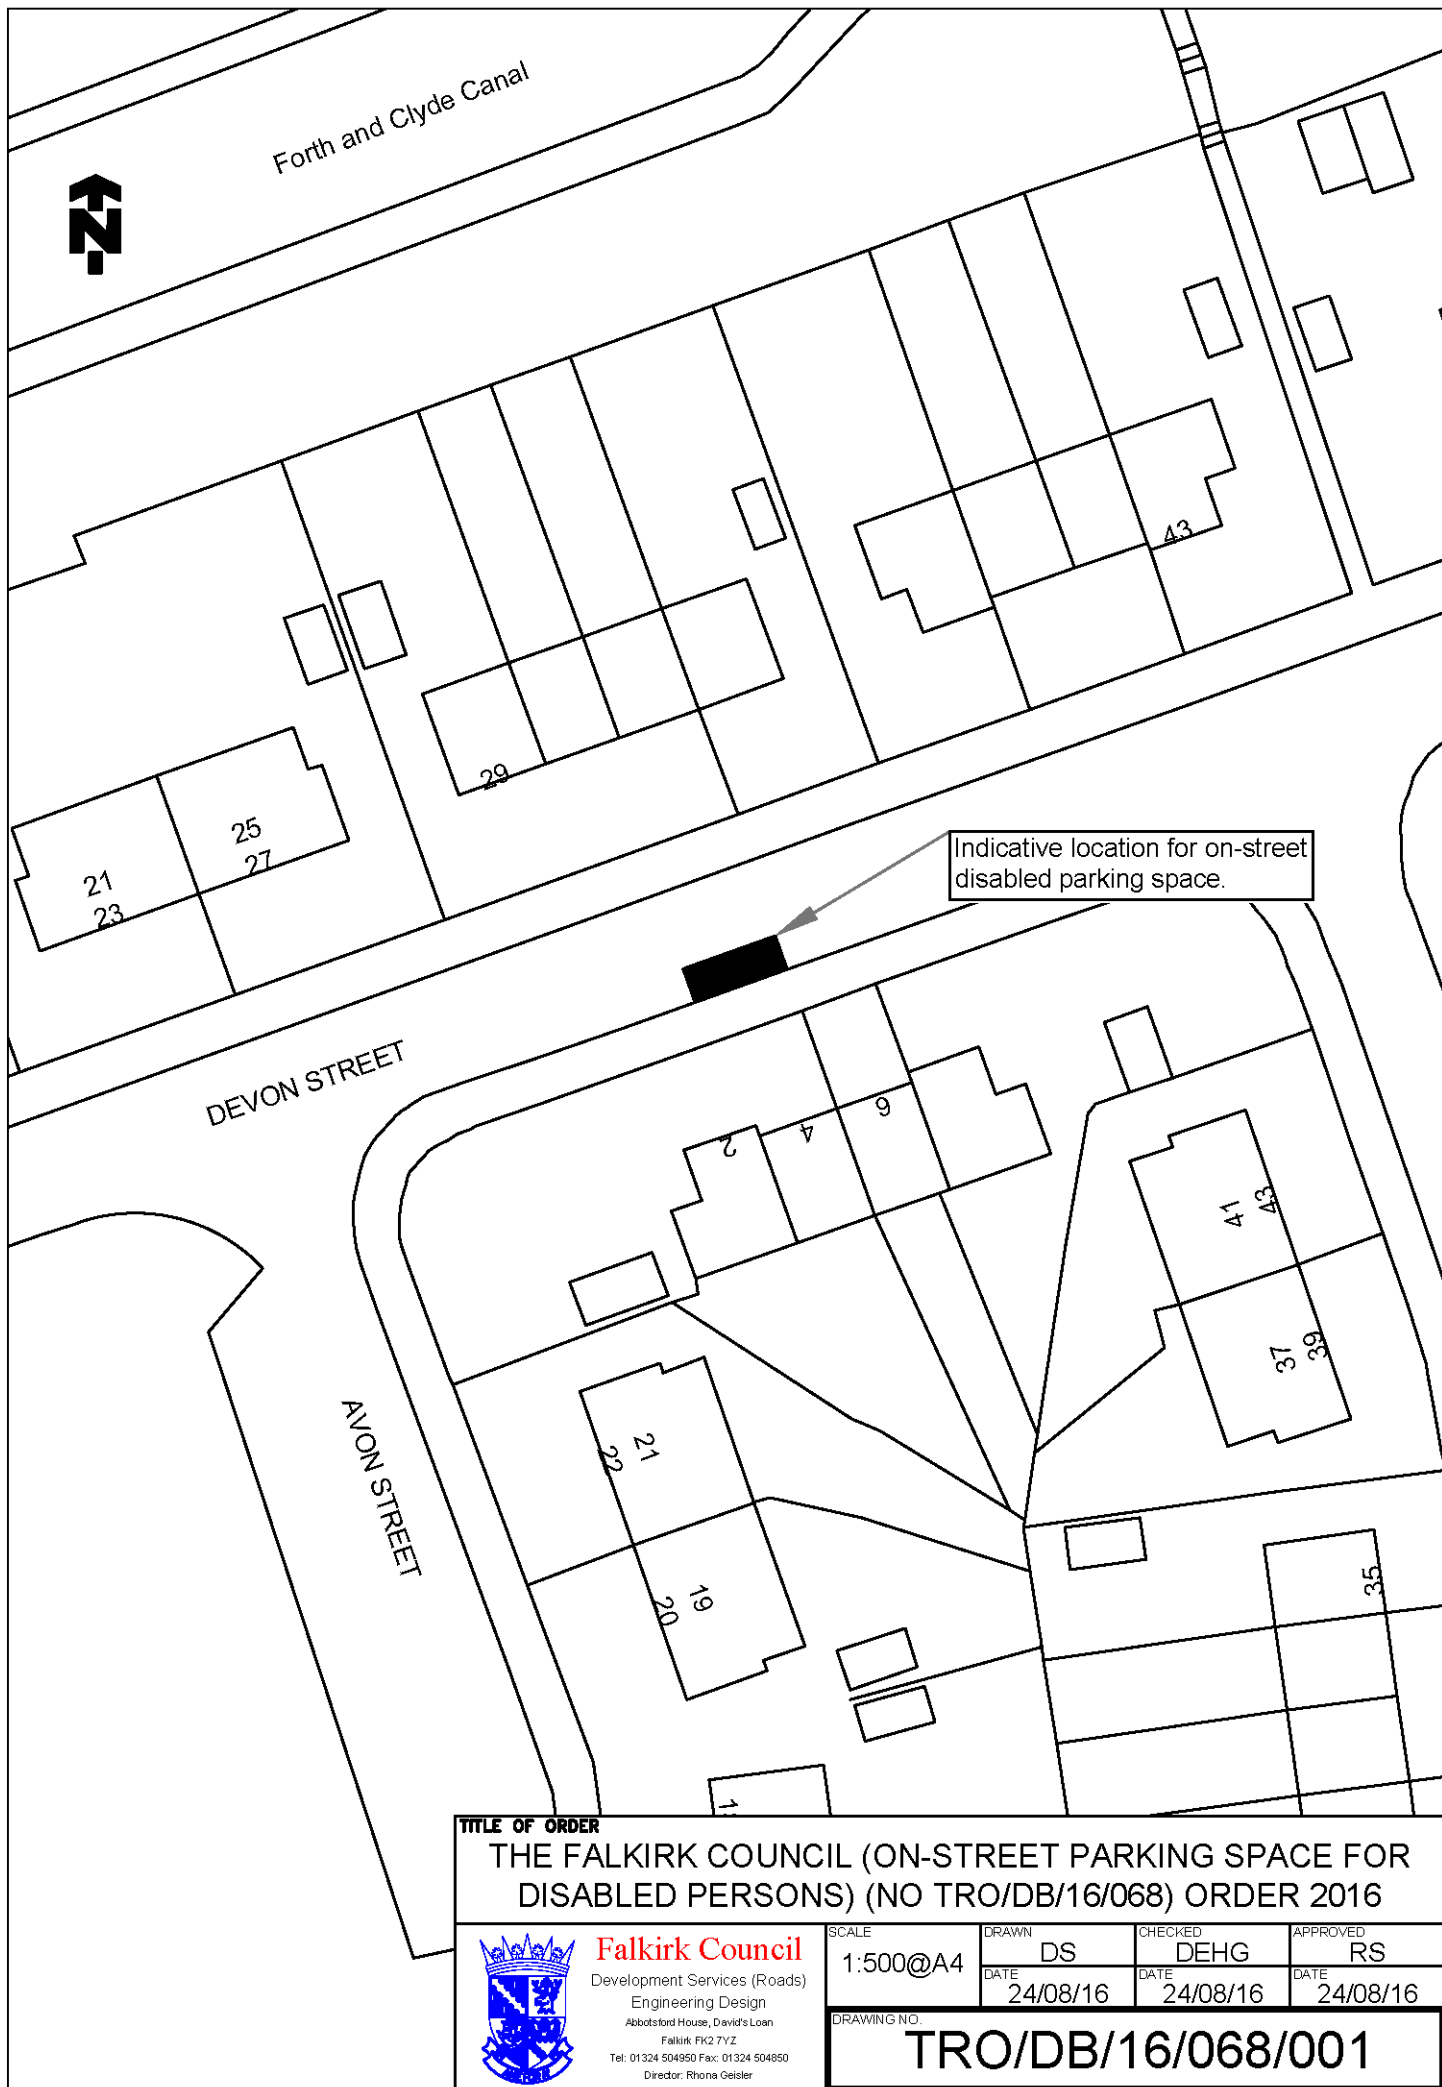 Forth and Clyde Canal
N
43
29
25
27
21
23
Indicative location for on-street
disabled parking space.
DEVON STREET
2
4
6
41
43
37
39
21
22
AVON STREET
19
20
35
TITLE OF ORDER
THE FALKIRK COUNCIL (ON-STREET PARKING SPACE FOR
DISABLED PERSONS) (NO TRO/DB/16/068) ORDER 2016
Falkirk Council
Development Services (Roads)
Engineering Design
Abbotsford House, David's Loan
Falkirk FK2 7YZ
Tel: 01324 504950 Fax: 01324 504850
Director: Rhona Geisler
SCALE
1:500@A4
DRAWN
DS
DATE
24/08/16
CHECKED
DEHG
DATE
24/08/16
APPROVED
RS
DATE
24/08/16
DRAWING NO.
TRO/DB/16/068/001